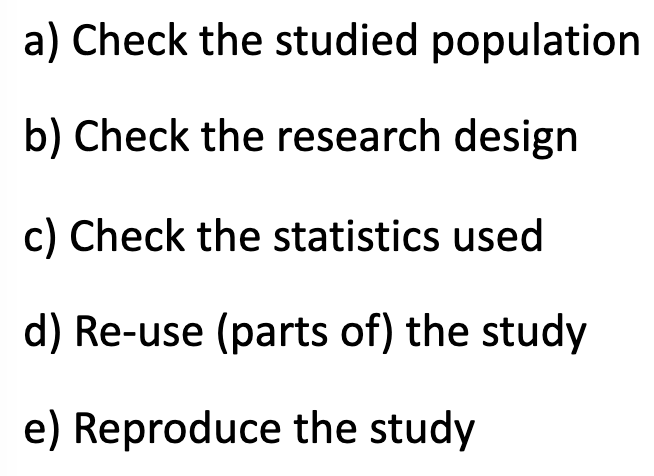 a) Check the studied population
b) Check the research design
c) Check the statistics used
d) Re-use (parts of) the study
e) Reproduce the study